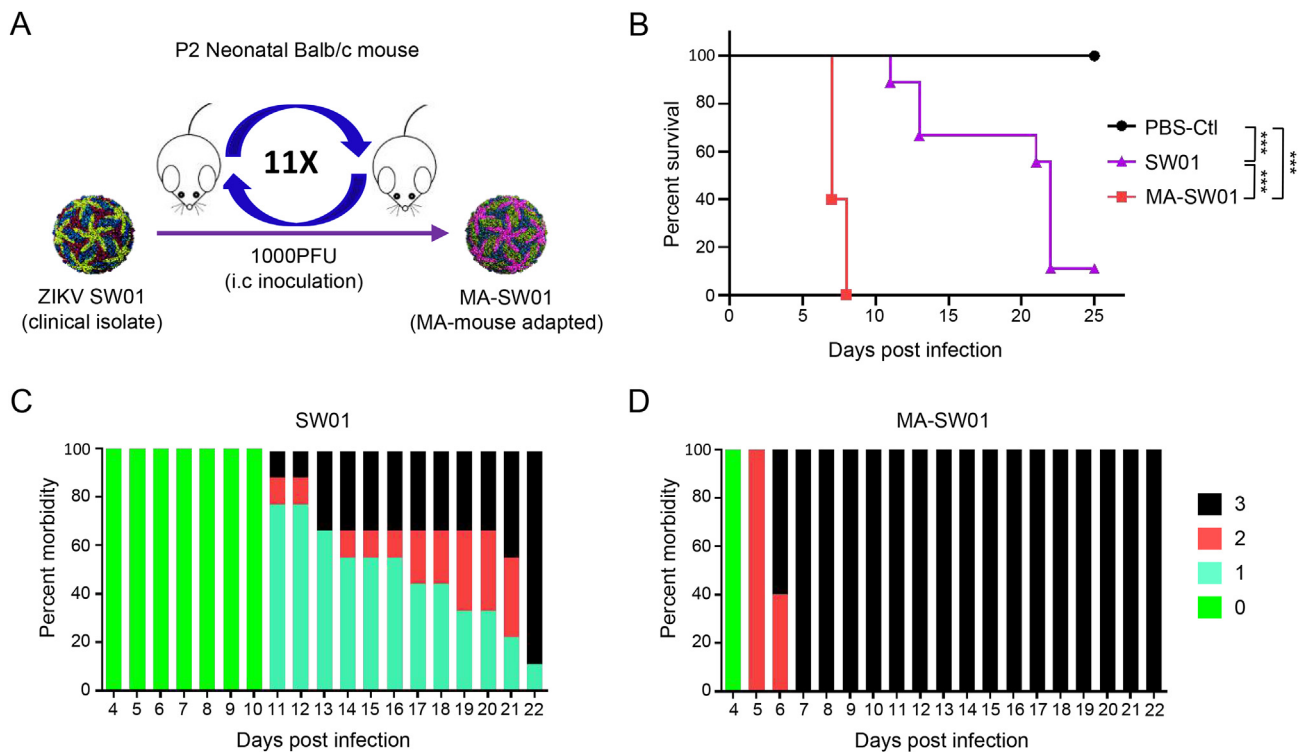 A
P2 Neonatal Balb/c mouse
11X
1000PFU
(i.c inoculation)
ZIKV SW01
(clinical isolate)
MA-SW01
(MA-mouse adapted)
B
Percent survival
100
80
60
40
20
0
0 5 10 15 20 25
Days post infection
PBS-Ctl
SW01
MA-SW01
***
***
***
C
SW01
Percent morbidity
100
80
60
40
20
0
4 5 6 7 8 9 10 11 12 13 14 15 16 17 18 19 20 21 22
Days post infection
D
MA-SW01
Percent morbidity
100
80
60
40
20
0
4 5 6 7 8 9 10 11 12 13 14 15 16 17 18 19 20 21 22
Days post infection
3
2
1
0